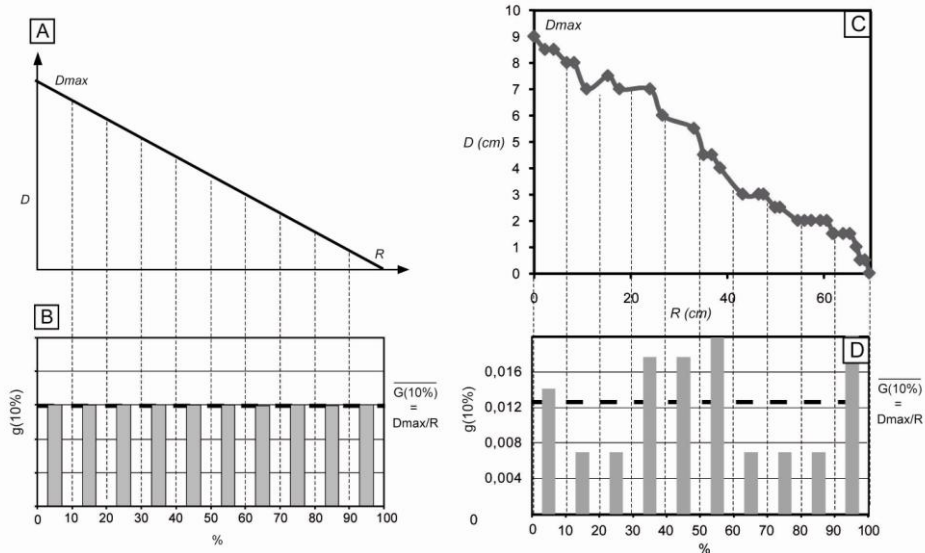 A
Dmax
D
R
B
g(10%)
0 10 20 30 40 50 60 70 80 90 100
%
G(10%)
=
Dmax/R
C
Dmax
10
9
8
7
6
5
4
3
2
1
0
D (cm)
0 20 40 60
R (cm)
D
0,016
0,012
0,008
0,004
0
g(10%)
0 10 20 30 40 50 60 70 80 90 100
%
G(10%)
=
Dmax/R